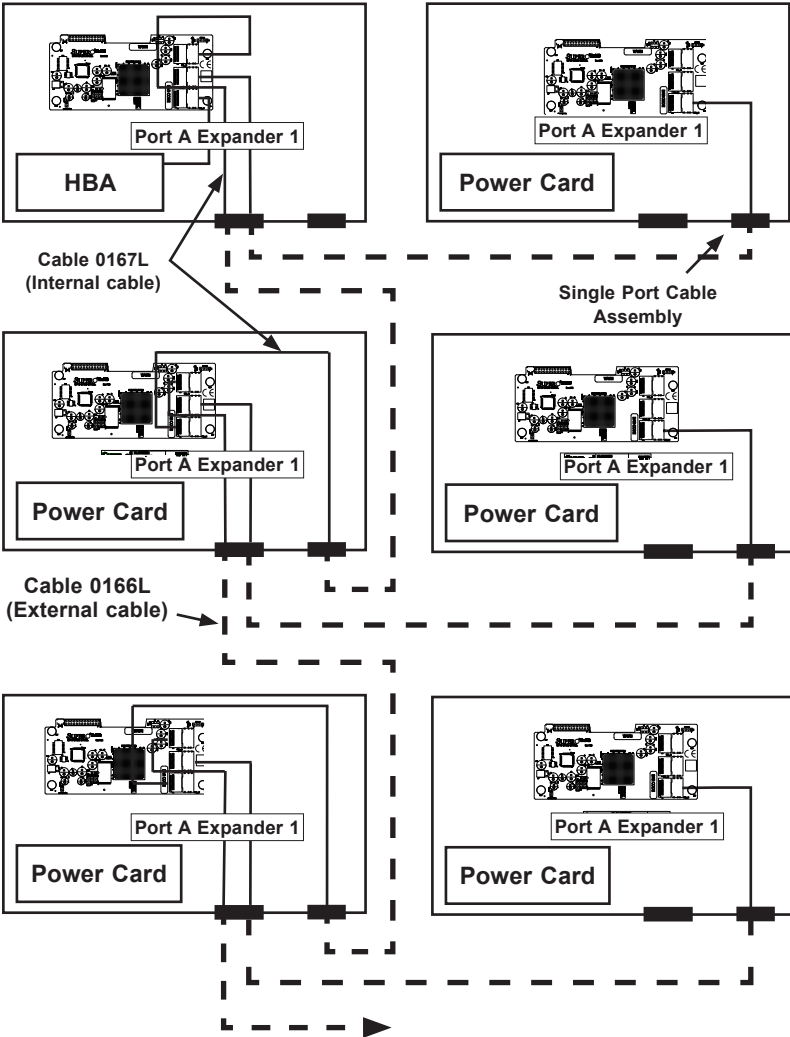 Port A Expander 1
HBA
Port A Expander 1
Power Card
Cable 0167L
(Internal cable)
Single Port Cable
Assembly
Port A Expander 1
Power Card
Port A Expander 1
Power Card
Cable 0166L
(External cable)
Port A Expander 1
Power Card
Port A Expander 1
Power Card